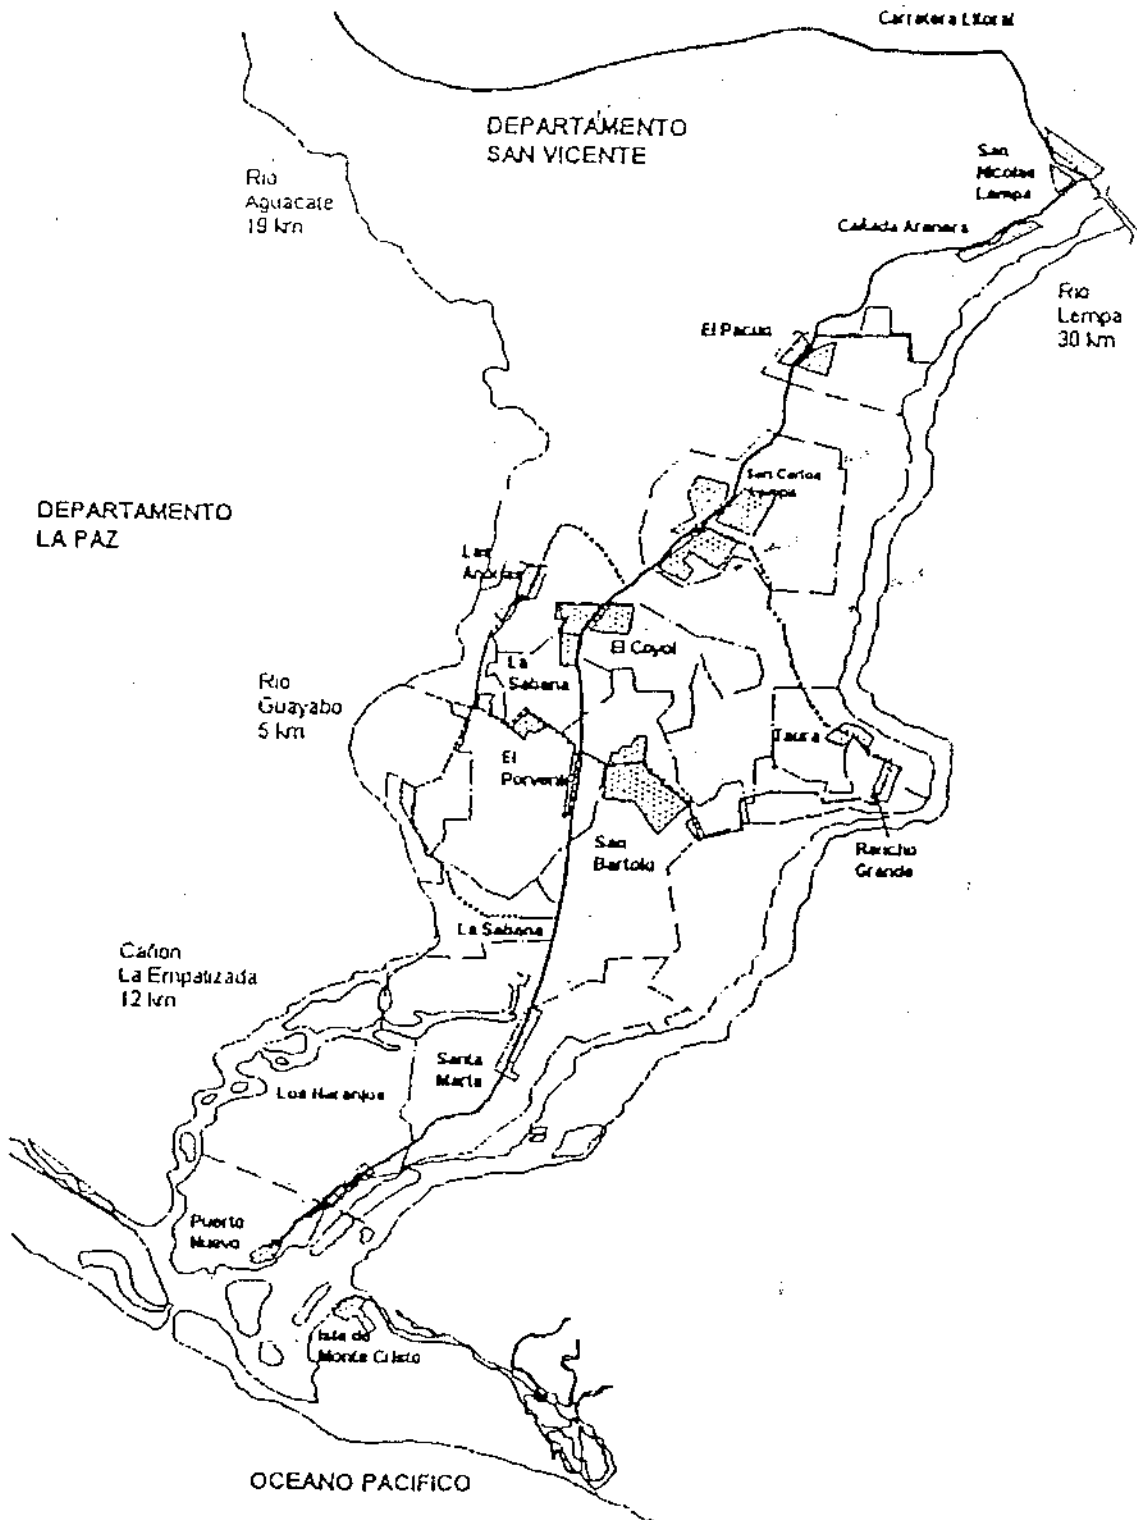 Carretera Litoral
DEPARTAMENTO
SAN VICENTE
San
Nicolas
Lempa
Rio
Aguacate
19 km
Cañada Arenera
Rio
Lempa
30 km
El Pacun
San Carlos
Lempa
DEPARTAMENTO
LA PAZ
Las
El Coyol
La
Sabana
Rio
Guayabo
5 km
Taura
El
Porvenir
San
Bartolo
Rancho
Grande
La Sabana
Cañon
La Empalizada
12 km
Santa
Marta
Los Naranjos
Puerto
Nuevo
Isla de
Monte Cristo
OCEANO PACIFICO